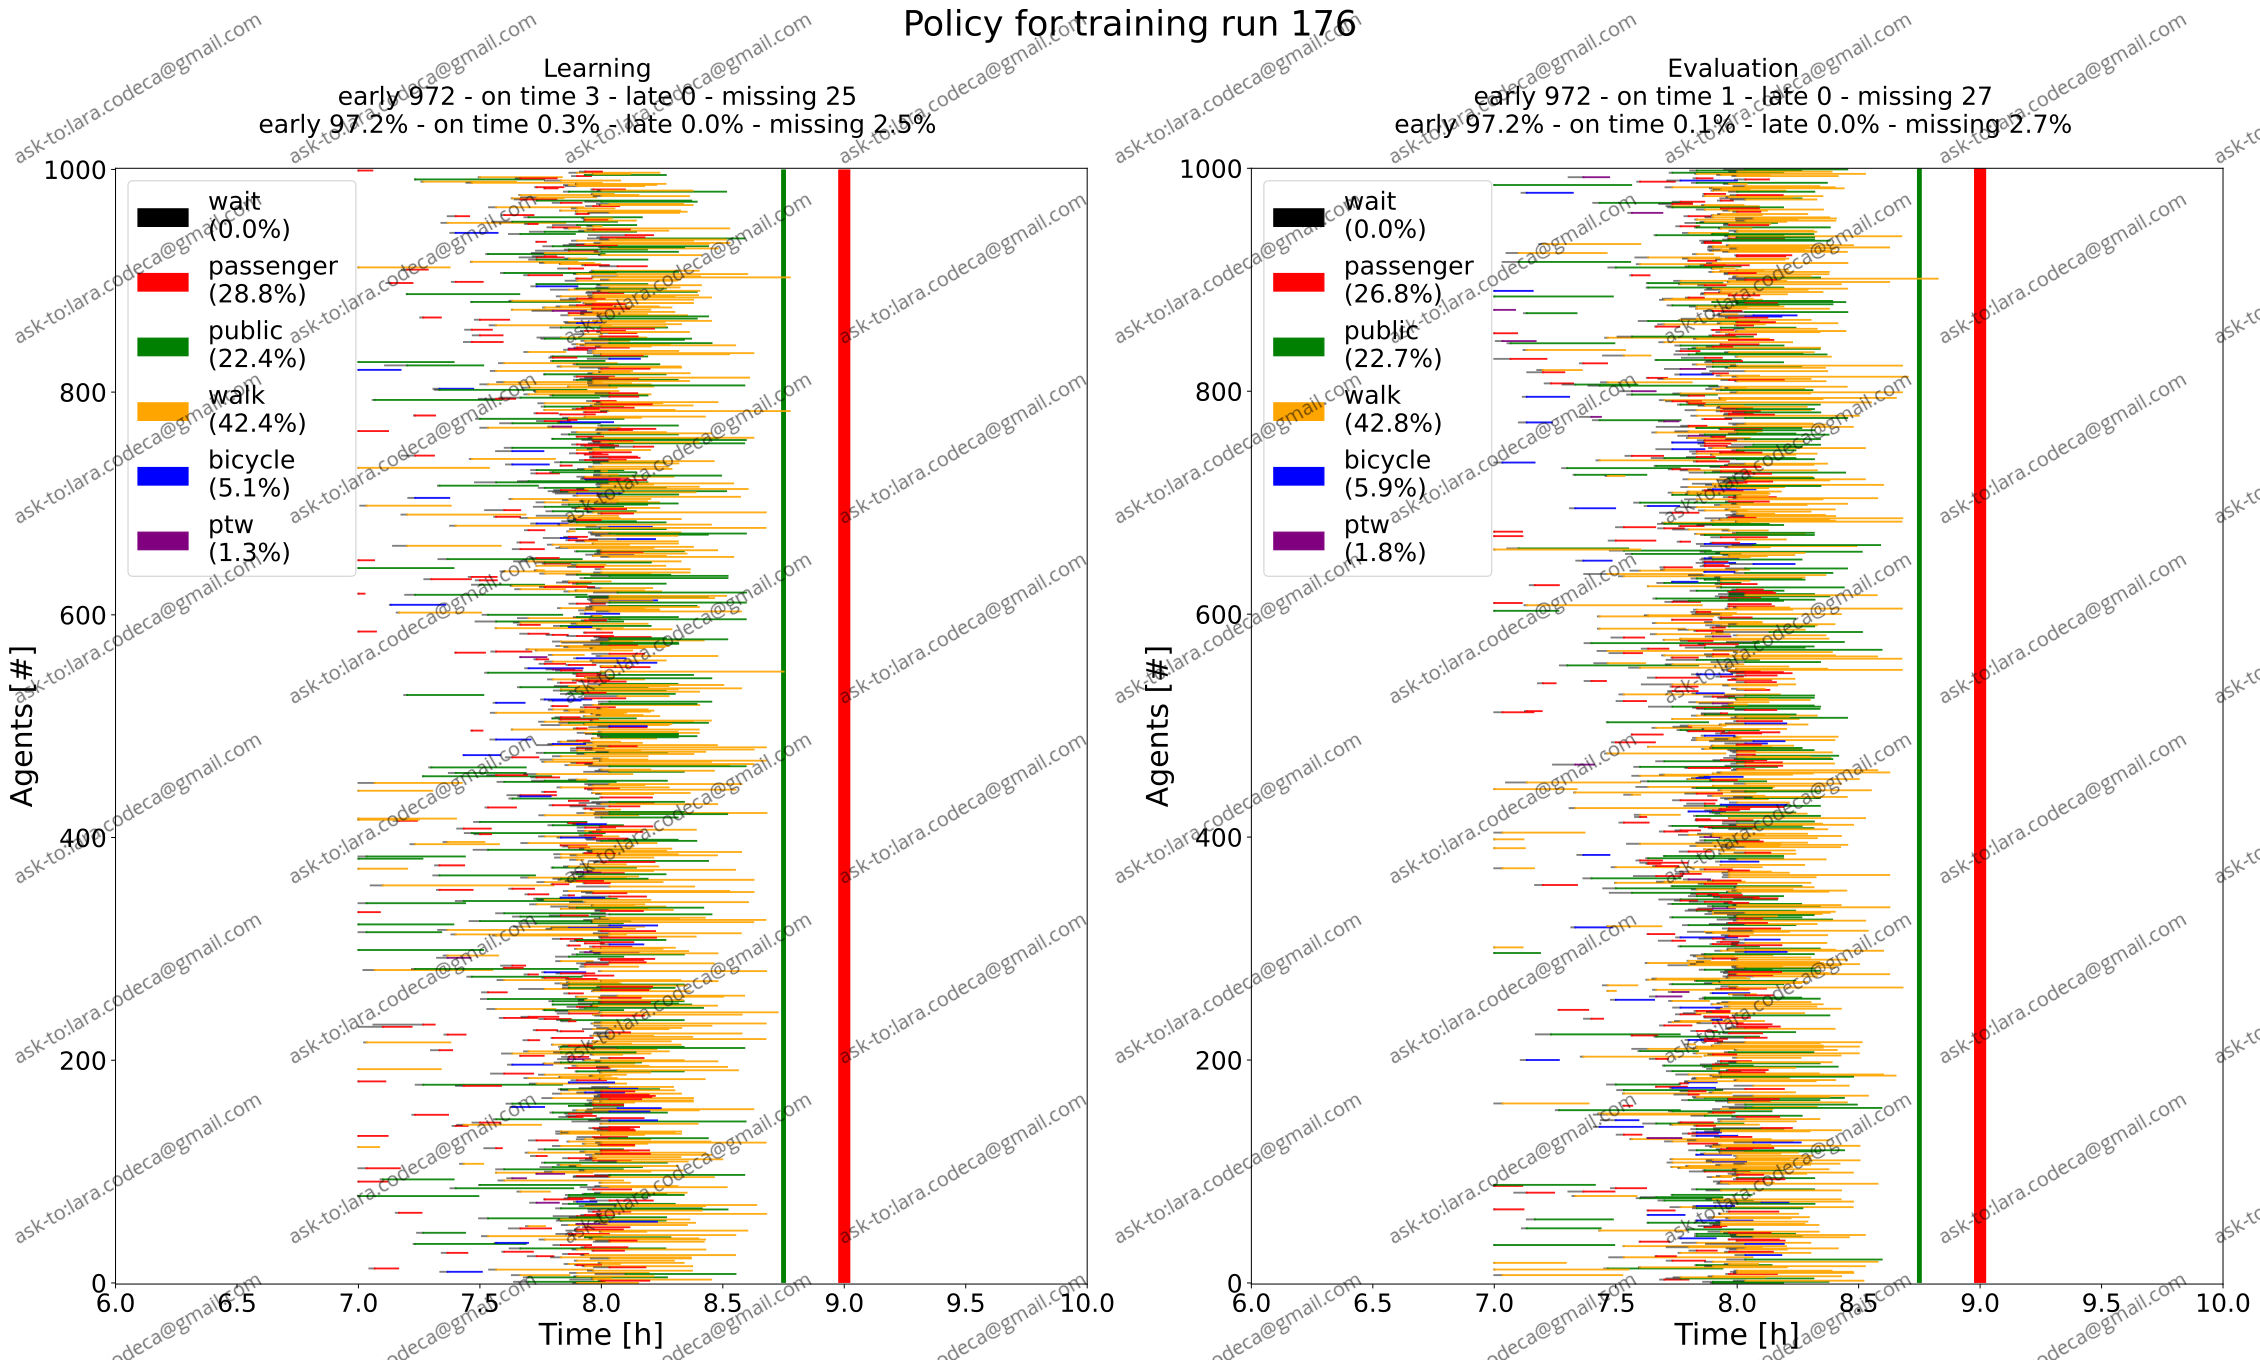 Policy for training run 176
Learning
early 972 - on time 3 - late 0 - missing 25
early 97.2% - on time 0.3% - late 0.0% - missing 2.5%
1000
800
600
400
200
0
Agents [#]
wait
(0.0%)
passenger
(28.8%)
public
(22.4%)
walk
(42.4%)
bicycle
(5.1%)
ptw
(1.3%)
6.0 6.5 7.0 7.5 8.0 8.5 9.0 9.5 10.0
Time [h]
Evaluation
early 972 - on time 1 - late 0 - missing 27
early 97.2% - on time 0.1% - late 0.0% - missing 2.7%
1000
800
600
400
200
0
Agents [#]
wait
(0.0%)
passenger
(26.8%)
public
(22.7%)
walk
(42.8%)
bicycle
(5.9%)
ptw
(1.8%)
6.0 6.5 7.0 7.5 8.0 8.5 9.0 9.5 10.0
Time [h]
ask-to:lara.codeca@gmail.com